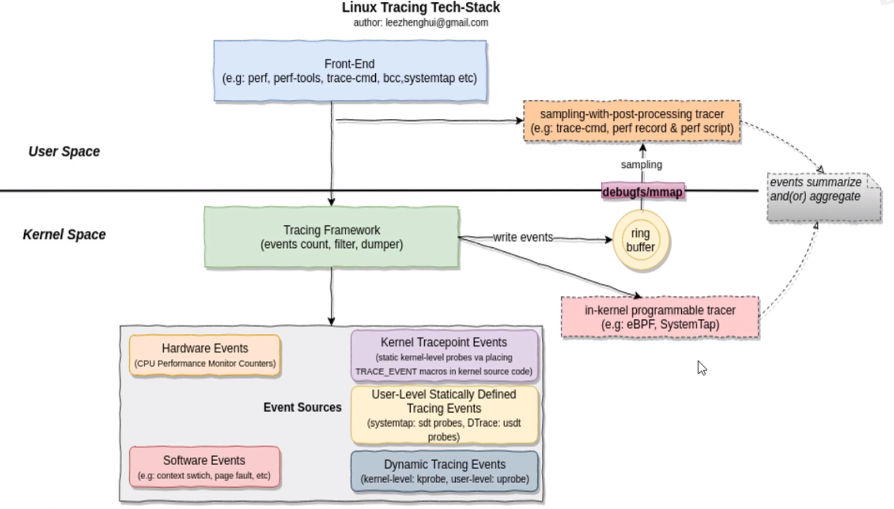 Linux Tracing Tech-Stack
author: leezhenghui@gmail.com
Front-End
(e.g: perf, perf-tools, trace-cmd, bcc,systemtap etc)
sampling-with-post-processing tracer
(e.g: trace-cmd, perf record & perf script)
User Space
sampling
debugfs/mmap
events summarize
and(or) aggregate
Kernel Space
Tracing Framework
(events count, filter, dumper)
write events
ring
buffer
in-kernel programmable tracer
(e.g: eBPF, SystemTap)
Hardware Events
(CPU Performance Monitor Counters)
Kernel Tracepoint Events
(static kernel-level probes va placing
TRACE_EVENT macros in kernel source code)
Event Sources
User-Level Statically Defined
Tracing Events
(systemtap: sdt probes, DTrace: usdt
probes)
Software Events
(e.g: context swtich, page fault, etc)
Dynamic Tracing Events
(kernel-level: kprobe, user-level: uprobe)